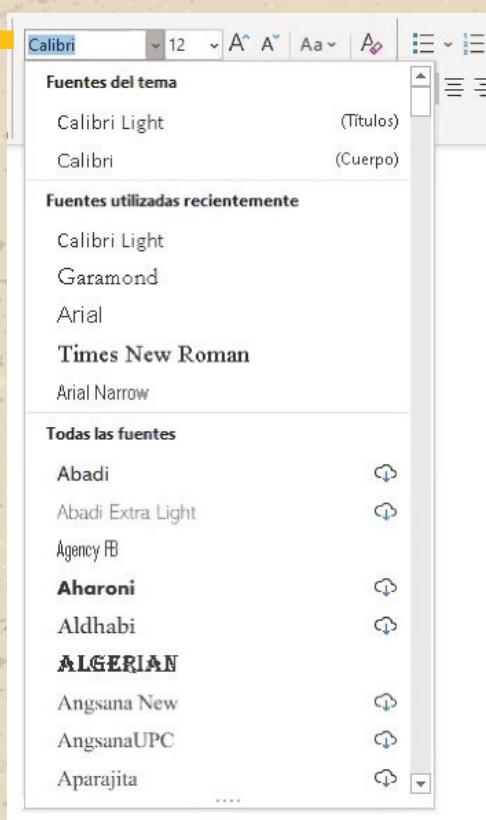 Calibri 12 A A Aa A
Fuentes del tema
Calibri Light (Títulos)
Calibri (Cuerpo)
Fuentes utilizadas recientemente
Calibri Light
Garamond
Arial
Times New Roman
Arial Narrow
Todas las fuentes
Abadi
Abadi Extra Light
Agency FB
Aharoni
Aldhabi
ALGERIAN
Angsana New
AngsanaUPC
Aparajita